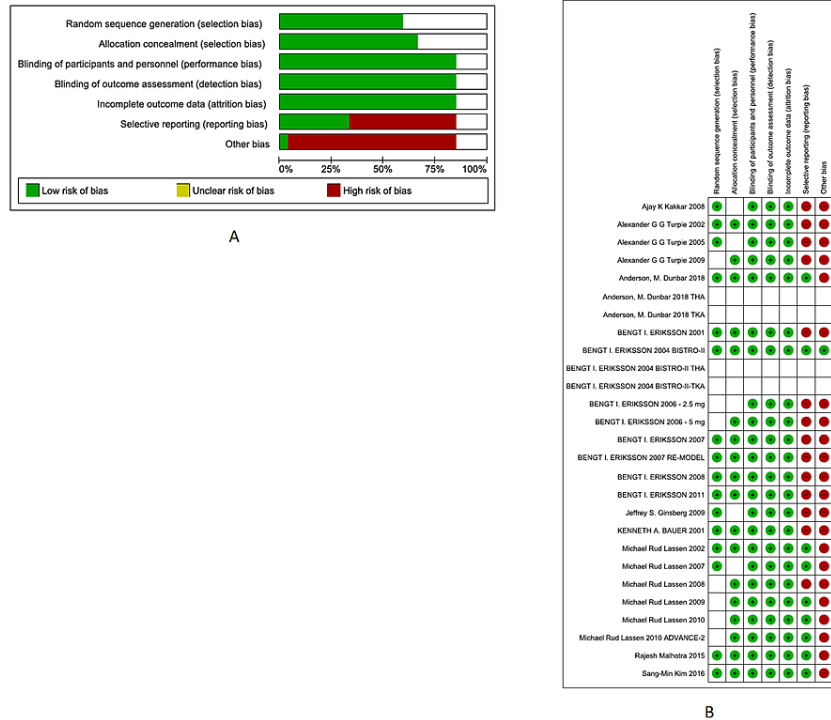 Random sequence generation (selection bias)
Allocation concealment (selection bias)
Blinding of participants and personnel (performance bias)
Blinding of outcome assessment (detection bias)
Incomplete outcome data (attrition bias)
Selective reporting (reporting bias)
Other bias
0% 25% 50% 75% 100%
Low risk of bias Unclear risk of bias High risk of bias
A
Random sequence generation (selection bias)
Allocation concealment (selection bias)
Blinding of participants and personnel (performance bias)
Blinding of outcome assessment (detection bias)
Incomplete outcome data (attrition bias)
Selective reporting (reporting bias)
Other bias
Ajay K Kakkar 2008
Alexander G G Turpie 2002
Alexander G G Turpie 2005
Alexander G G Turpie 2009
Anderson, M. Dunbar 2018
Anderson, M. Dunbar 2018 THA
Anderson, M. Dunbar 2018 TKA
BENGT I. ERIKSSON 2001
BENGT I. ERIKSSON 2004 BISTRO-II
BENGT I. ERIKSSON 2004 BISTRO-II THA
BENGT I. ERIKSSON 2004 BISTRO-II-TKA
BENGT I. ERIKSSON 2006 - 2.5 mg
BENGT I. ERIKSSON 2006 - 5 mg
BENGT I. ERIKSSON 2007
BENGT I. ERIKSSON 2007 RE-MODEL
BENGT I. ERIKSSON 2008
BENGT I. ERIKSSON 2011
Jeffrey S. Ginsberg 2009
KENNETH A. BAUER 2001
Michael Rud Lassen 2002
Michael Rud Lassen 2007
Michael Rud Lassen 2008
Michael Rud Lassen 2009
Michael Rud Lassen 2010
Michael Rud Lassen 2010 ADVANCE-2
Rajesh Malhotra 2015
Sang-Min Kim 2016
B